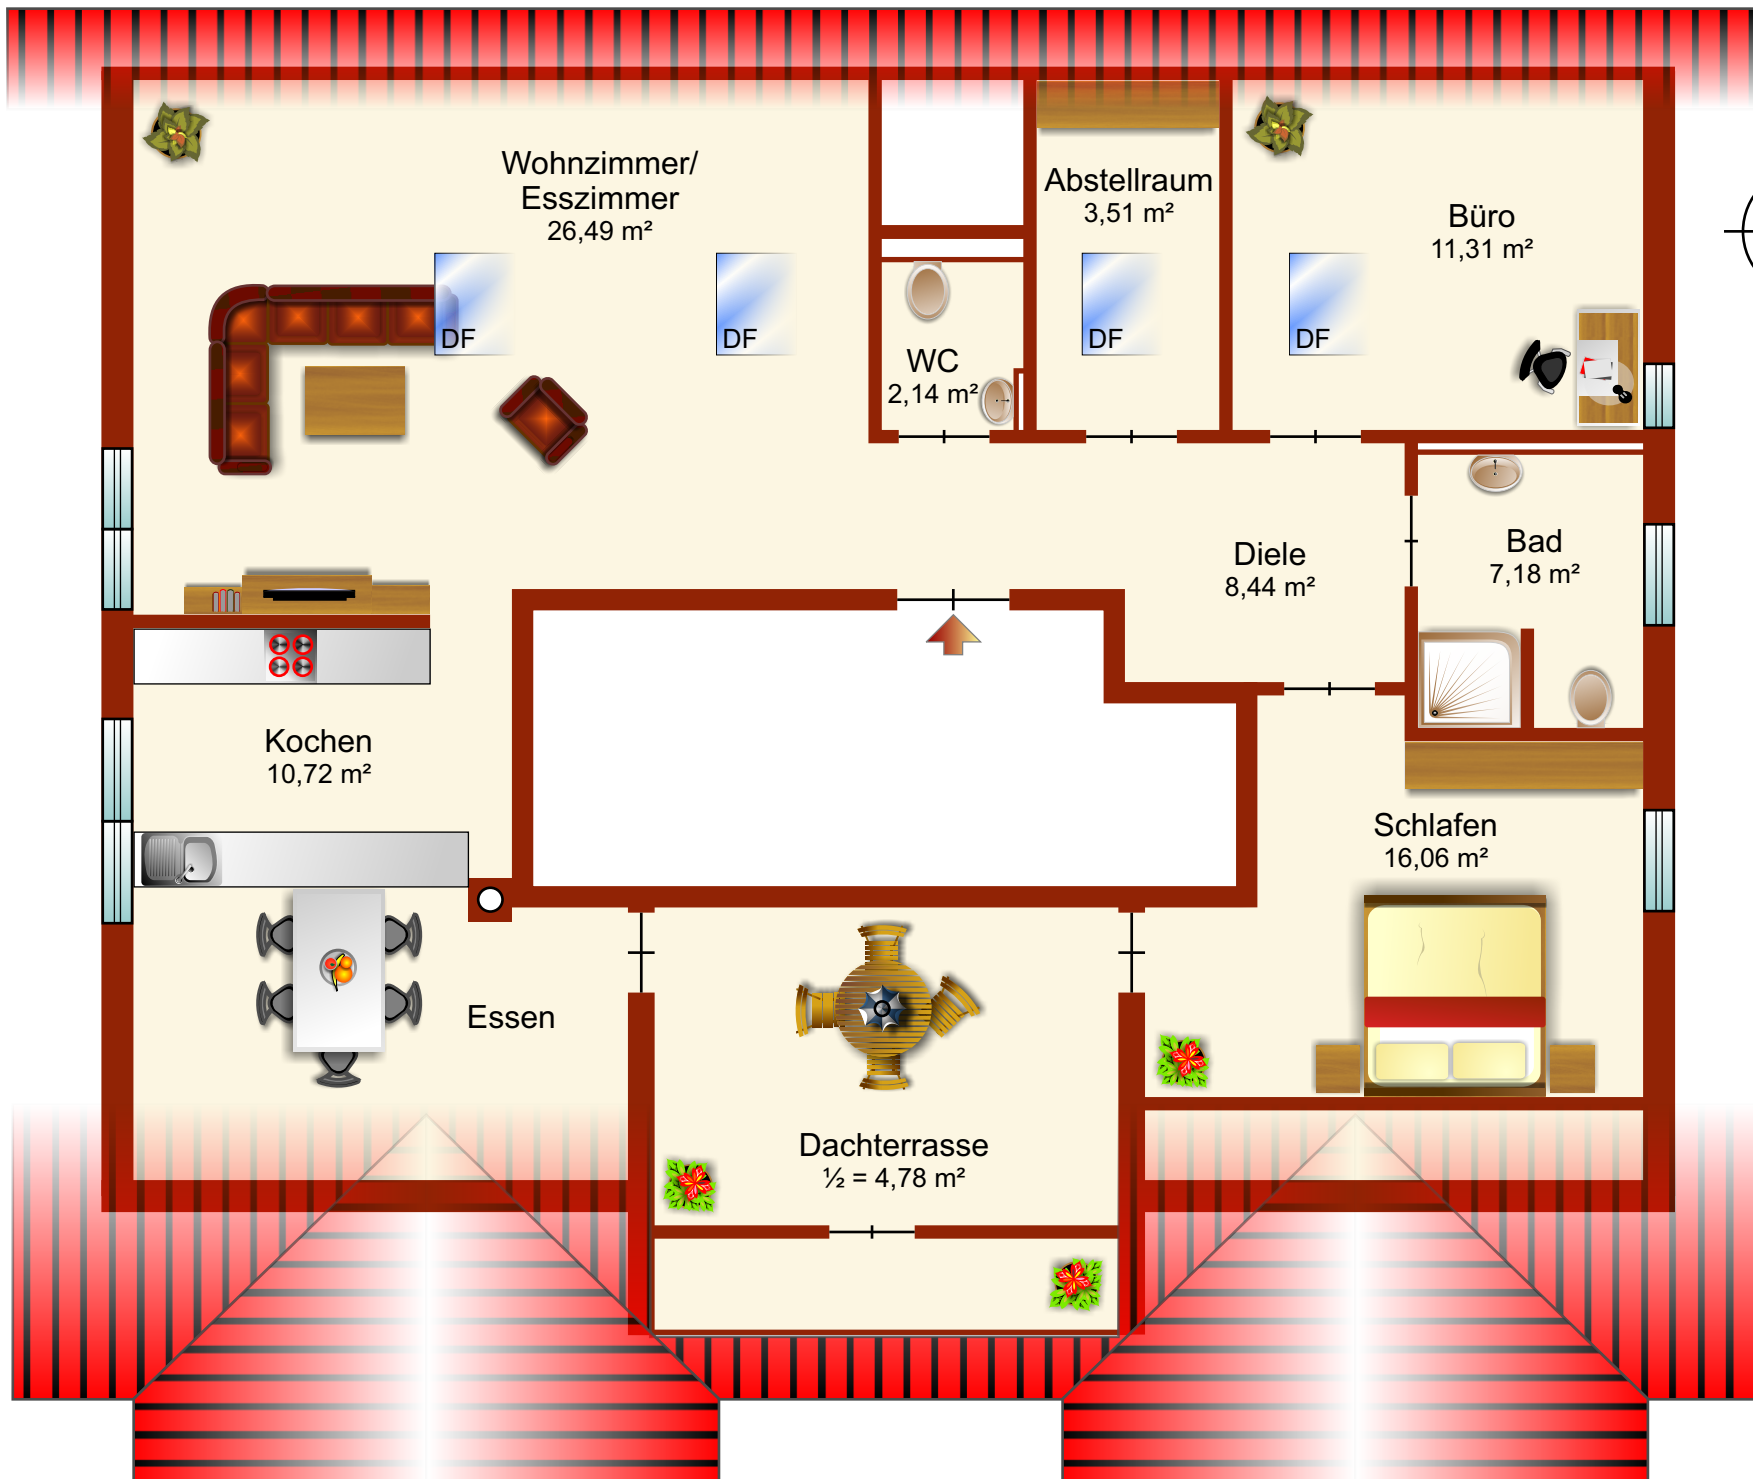 Wohnzimmer/
Esszimmer
26,49 m²
Abstellraum
3,51 m²
Büro
11,31 m²
DF
DF
DF
DF
WC
2,14 m²
Diele
8,44 m²
Bad
7,18 m²
Kochen
10,72 m²
Schlafen
16,06 m²
Essen
Dachterrasse
½ = 4,78 m²